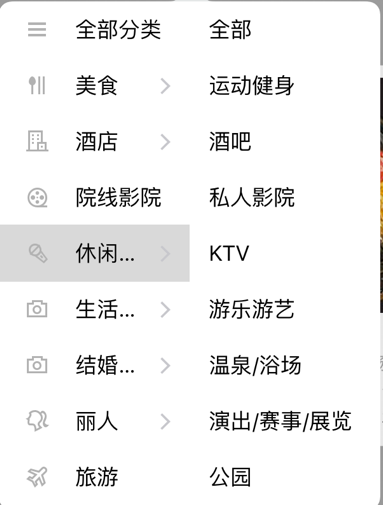 全部分类
美食
酒店
院线影院
休闲...
生活...
结婚...
丽人
旅游
全部
运动健身
酒吧
私人影院
KTV
游乐游艺
温泉/浴场
演出/赛事/展览
公园